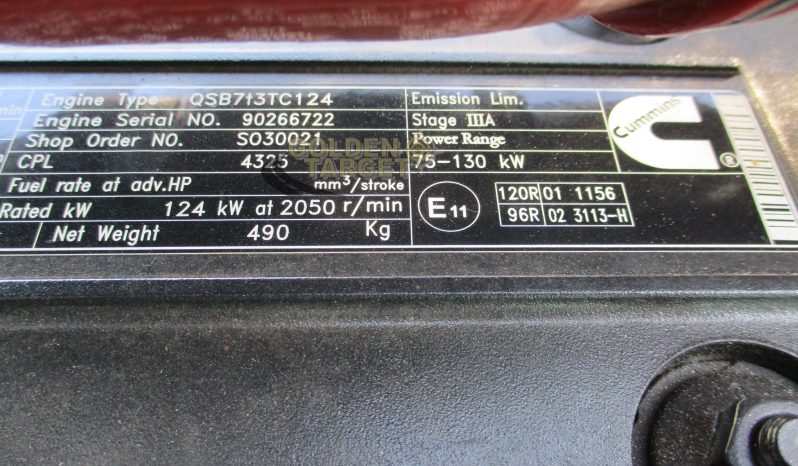 min
Engine Type QSB7t3TC124
Engine Serial NO. 90266722
Shop Order NO. SO30021
P CPL 4325
Fuel rate at adv.HP mm³/stroke
Rated kW 124 kW at 2050 r/min
Net Weight 490 Kg
Emission Lim.
Stage IIIA
Power Range
75-130 kW
E11
120R 01 1156
96R 02 3113-H
Cummins
®
GOLDEN
TARGET